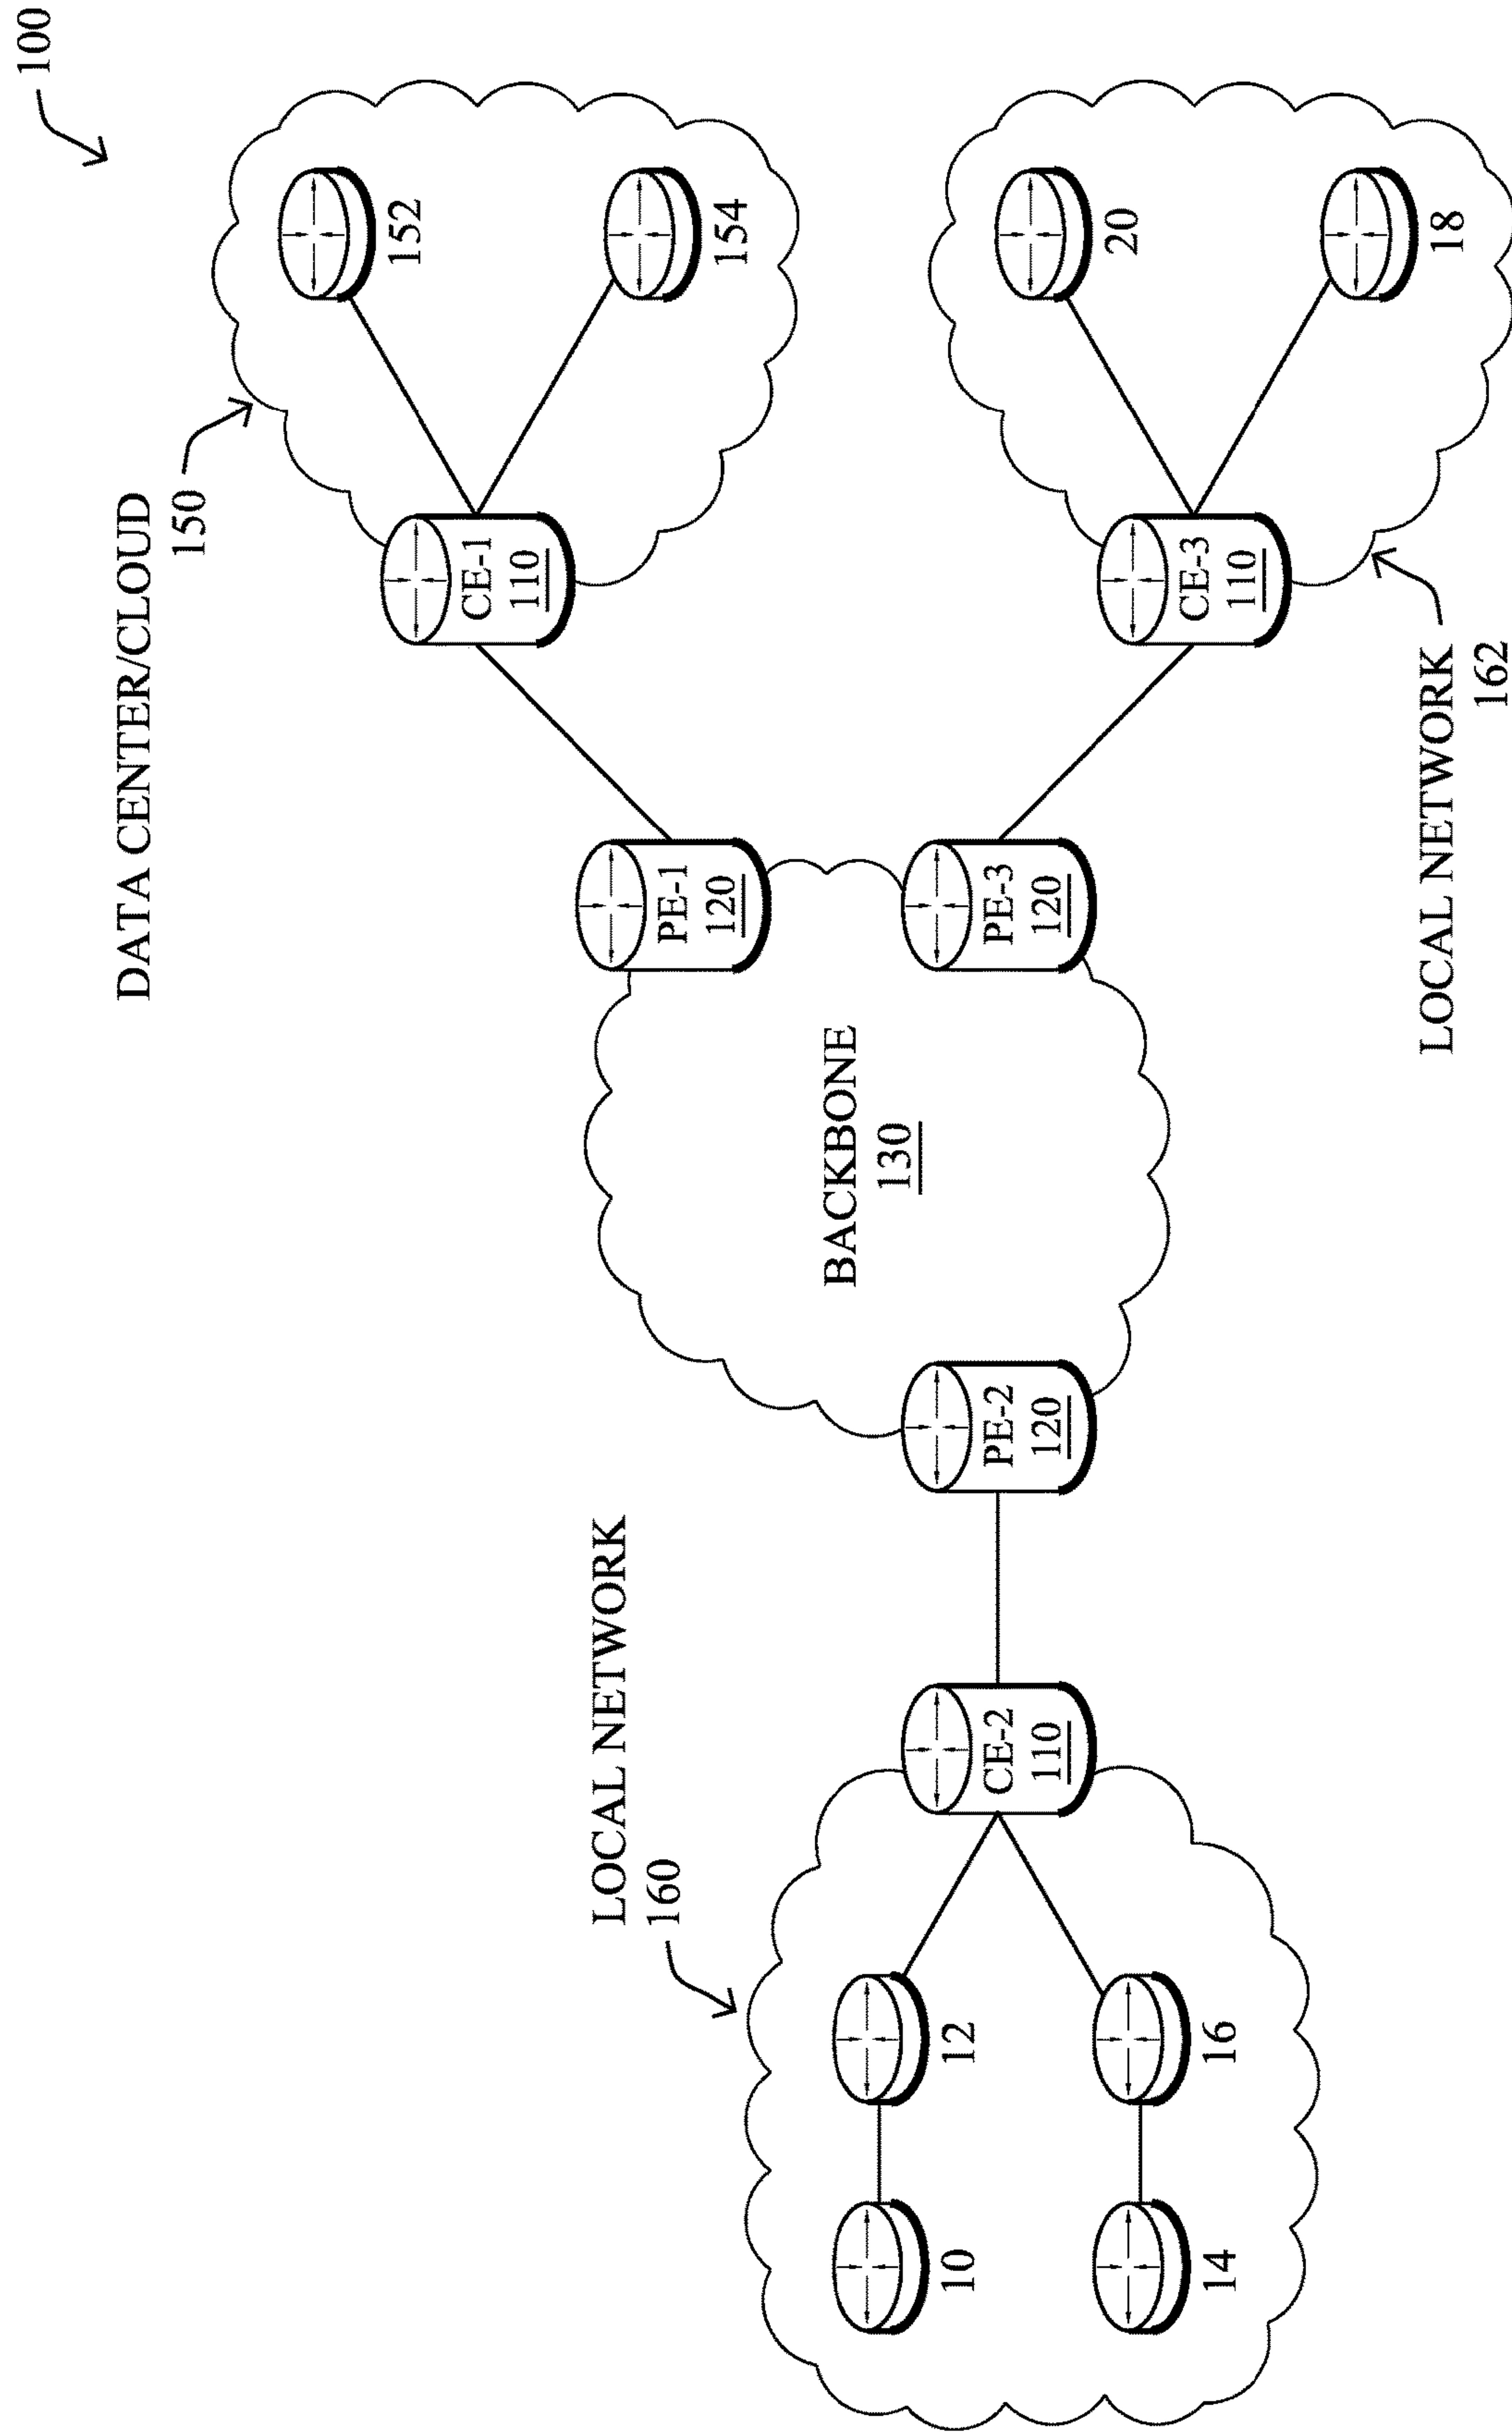 100
DATA CENTER/CLOUD
150
152
CE-1
110
154
LOCAL NETWORK
160
PE-1
120
BACKBONE
130
10
12
CE-2
110
PE-2
120
PE-3
120
20
14
16
CE-3
110
18
LOCAL NETWORK
162